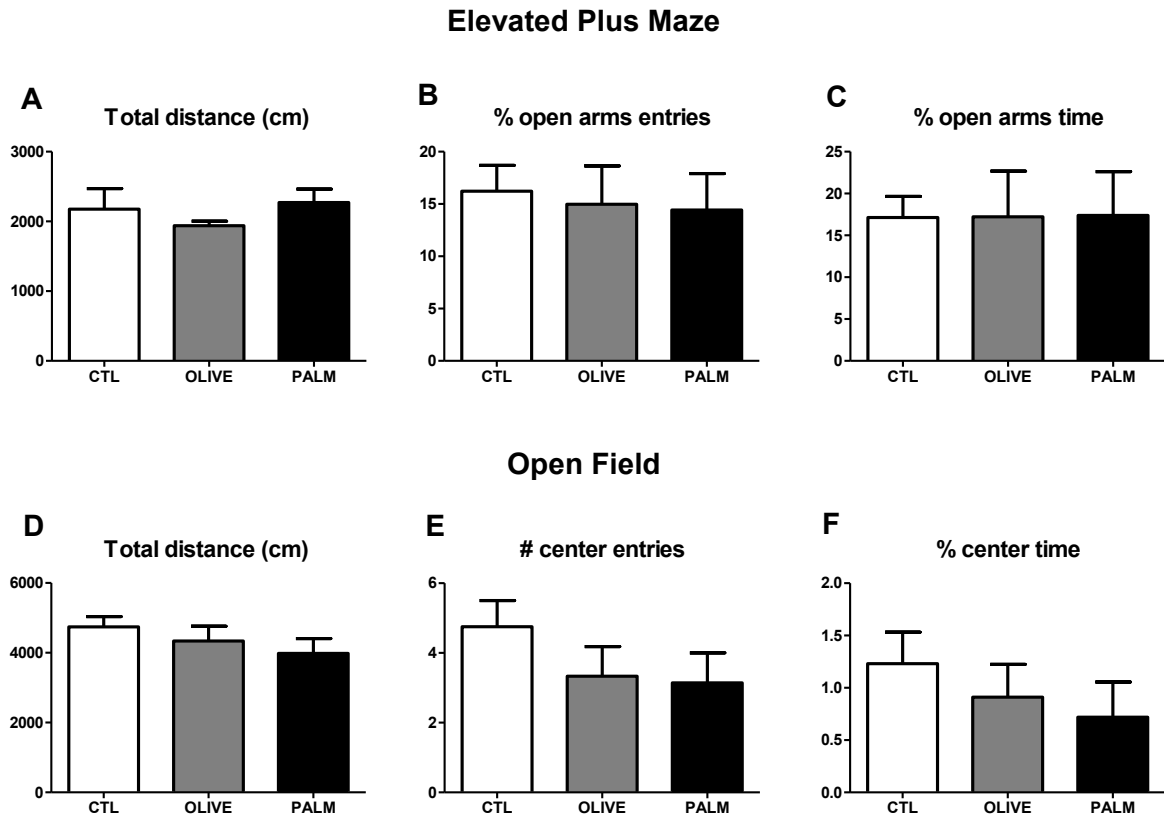 Elevated Plus Maze
A
Total distance (cm)
3000
2000
1000
0
CTL OLIVE PALM
B
% open arms entries
20
15
10
5
0
CTL OLIVE PALM
C
% open arms time
25
20
15
10
5
0
CTL OLIVE PALM
Open Field
D
Total distance (cm)
6000
4000
2000
0
CTL OLIVE PALM
E
# center entries
6
4
2
0
CTL OLIVE PALM
F
% center time
2.0
1.5
1.0
0.5
0.0
CTL OLIVE PALM